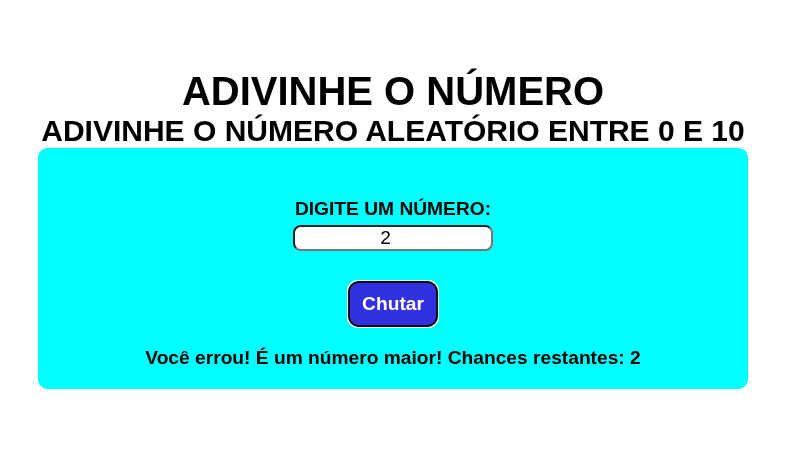 ADIVINHE O NÚMERO
ADIVINHE O NÚMERO ALEATÓRIO ENTRE 0 E 10
DIGITE UM NÚMERO:
2
Chutar
Você errou! É um número maior! Chances restantes: 2